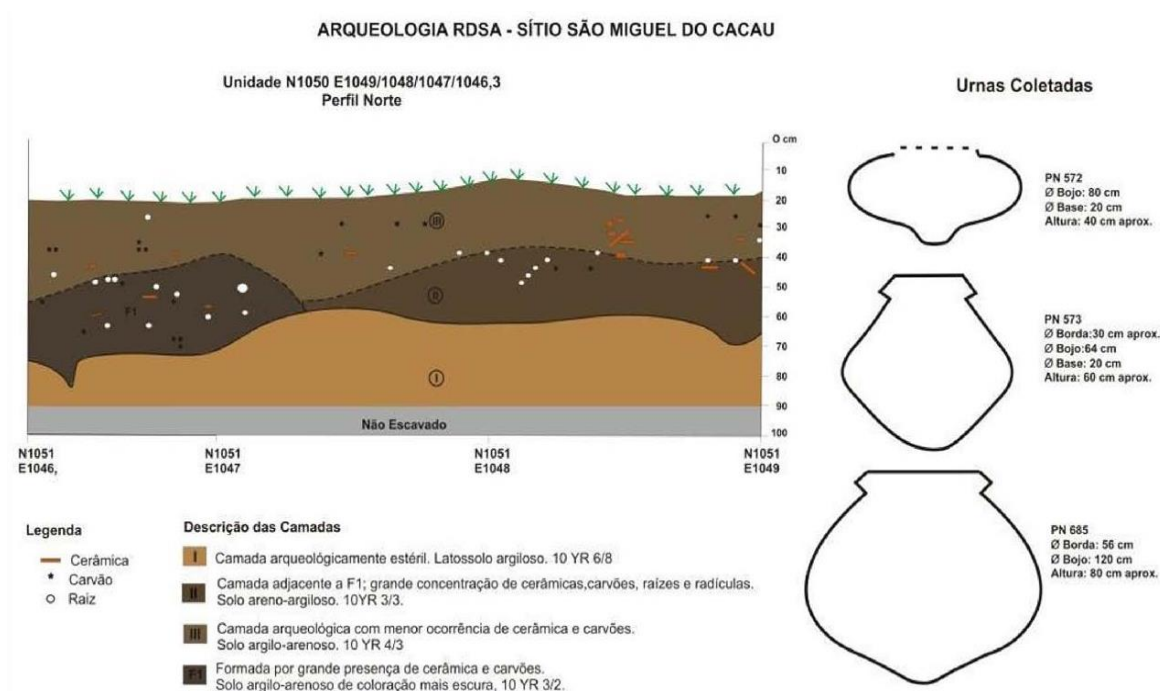 ARQUEOLOGIA RDSA - SÍTIO SÃO MIGUEL DO CACAU
Unidade N1050 E1049/1048/1047/1046,3
Perfil Norte
Urnas Coletadas
O cm
10
20
30
40
50
60
70
80
90
100
III
II
F1
I
Não Escavado
N1051
E1046,
N1051
E1047
N1051
E1048
N1051
E1049
PN 572
Ø Bojo: 80 cm
Ø Base: 20 cm
Altura: 40 cm aprox.
PN 573
Ø Borda:30 cm aprox.
Ø Bojo:64 cm
Ø Base: 20 cm
Altura: 60 cm aprox.
PN 685
Ø Borda: 56 cm
Ø Bojo: 120 cm
Altura: 80 cm aprox.
Legenda
Cerâmica
Carvão
Raiz
Descrição das Camadas
I Camada arqueológicamente estéril. Latossolo argiloso. 10 YR 6/8
II Camada adjacente a F1; grande concentração de cerâmicas,carvões, raízes e radículas.
Solo areno-argiloso. 10YR 3/3.
III Camada arqueológica com menor ocorrência de cerâmica e carvões.
Solo argilo-arenoso. 10 YR 4/3
F1 Formada por grande presença de cerâmica e carvões.
Solo argilo-arenoso de coloração mais escura, 10 YR 3/2.